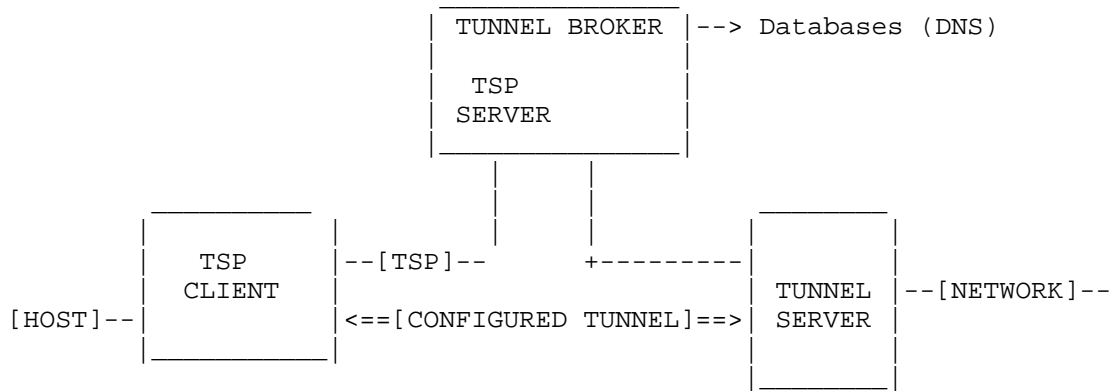 TUNNEL BROKER |--> Databases (DNS)
TSP
SERVER
TSP |--[TSP]-- +---------|
CLIENT TUNNEL |--[NETWORK]--
[HOST]--| |<==[CONFIGURED TUNNEL]==>| SERVER